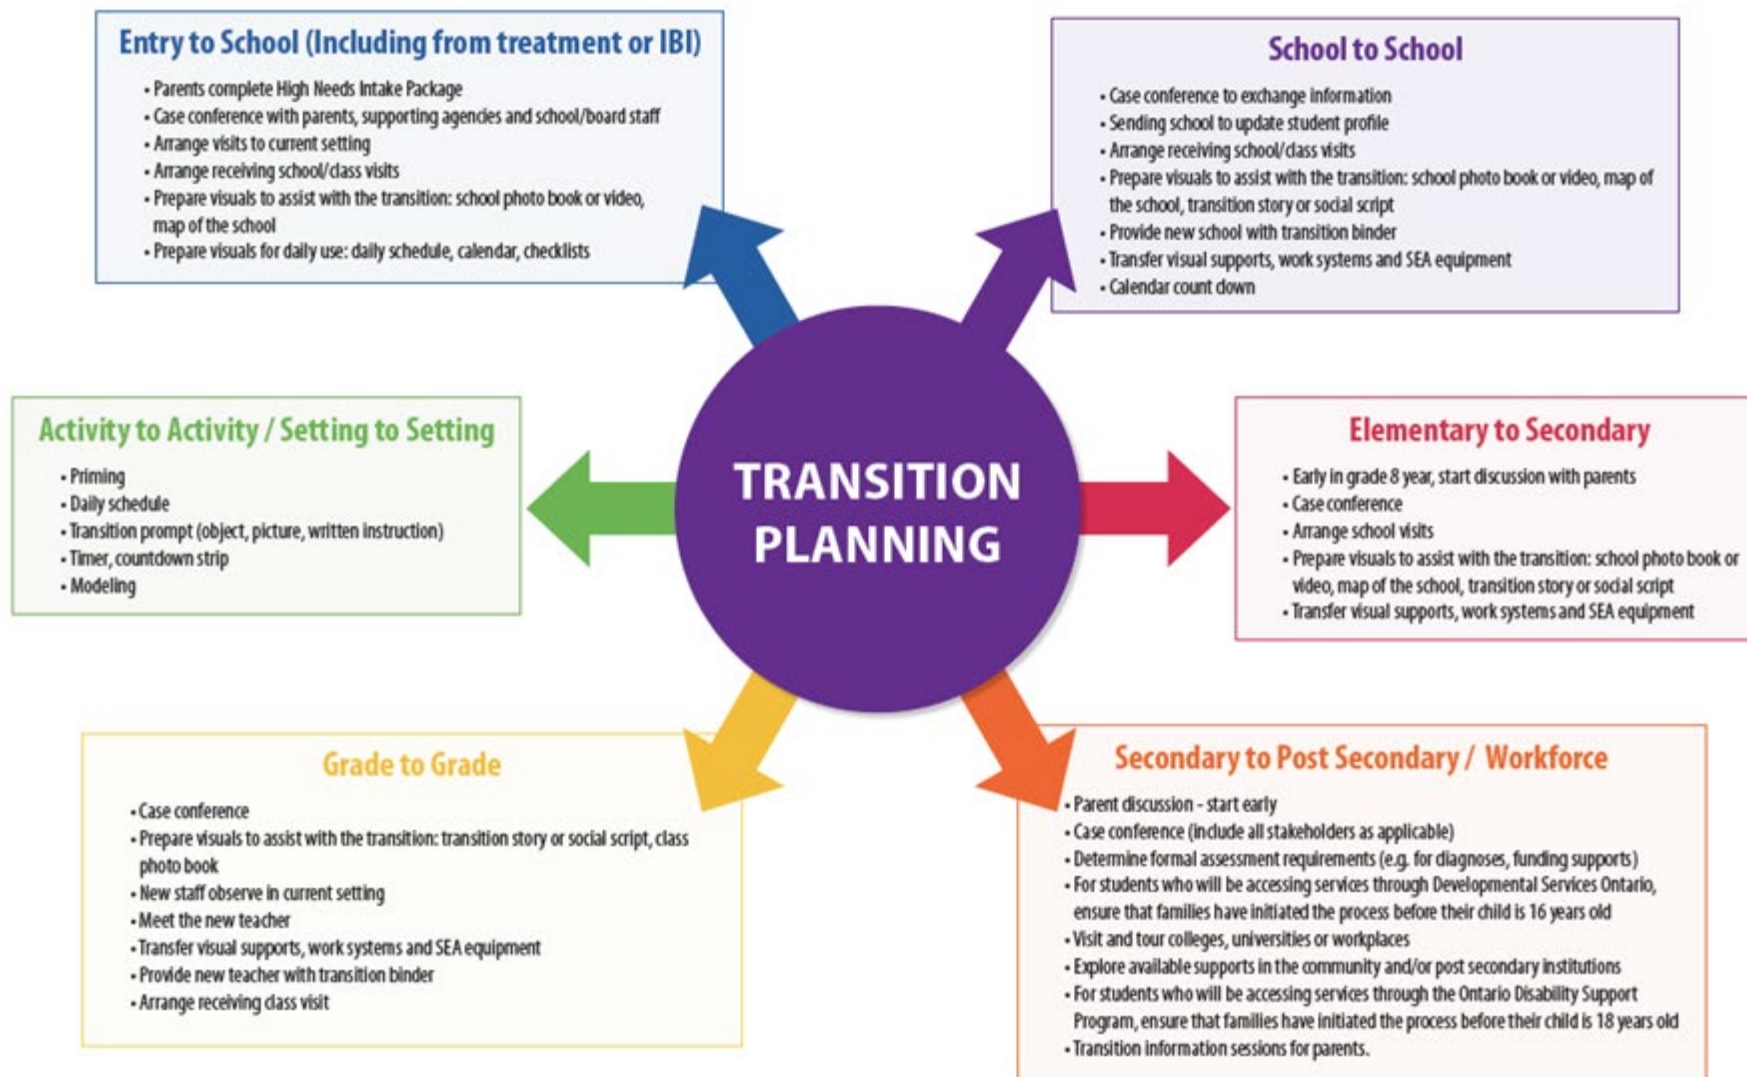 Entry to School (Including from treatment or IBI)
• Parents complete High Needs Intake Package
• Case conference with parents, supporting agencies and school/board staff
• Arrange visits to current setting
• Arrange receiving school/class visits
• Prepare visuals to assist with the transition: school photo book or video,
map of the school
• Prepare visuals for daily use: daily schedule, calendar, checklists
School to School
• Case conference to exchange information
• Sending school to update student profile
• Arrange receiving school/class visits
• Prepare visuals to assist with the transition: school photo book or video, map of
the school, transition story or social script
• Provide new school with transition binder
• Transfer visual supports, work systems and SEA equipment
• Calendar count down
Activity to Activity / Setting to Setting
• Priming
• Daily schedule
• Transition prompt (object, picture, written instruction)
• Timer, countdown strip
• Modeling
TRANSITION
PLANNING
Elementary to Secondary
• Early in grade 8 year, start discussion with parents
• Case conference
• Arrange school visits
• Prepare visuals to assist with the transition: school photo book or
video, map of the school, transition story or social script
• Transfer visual supports, work systems and SEA equipment
Grade to Grade
• Case conference
• Prepare visuals to assist with the transition: transition story or social script, class
photo book
• New staff observe in current setting
• Meet the new teacher
• Transfer visual supports, work systems and SEA equipment
• Provide new teacher with transition binder
• Arrange receiving class visit
Secondary to Post Secondary / Workforce
• Parent discussion - start early
• Case conference (include all stakeholders as applicable)
• Determine formal assessment requirements (e.g. for diagnoses, funding supports)
• For students who will be accessing services through Developmental Services Ontario,
ensure that families have initiated the process before their child is 16 years old
• Visit and tour colleges, universities or workplaces
• Explore available supports in the community and/or post secondary institutions
• For students who will be accessing services through the Ontario Disability Support
Program, ensure that families have initiated the process before their child is 18 years old
• Transition information sessions for parents.